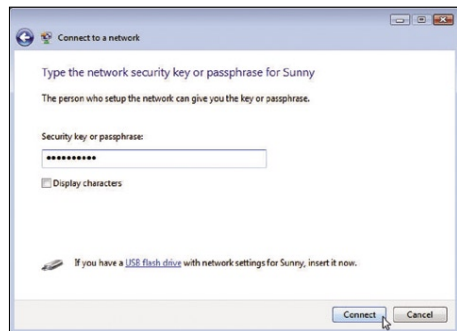 Connect to a network
Type the network security key or passphrase for Sunny
The person who setup the network can give you the key or passphrase.
Security key or passphrase:
••••••••••
Display characters
If you have a USB flash drive with network settings for Sunny, insert it now.
Connect
Cancel